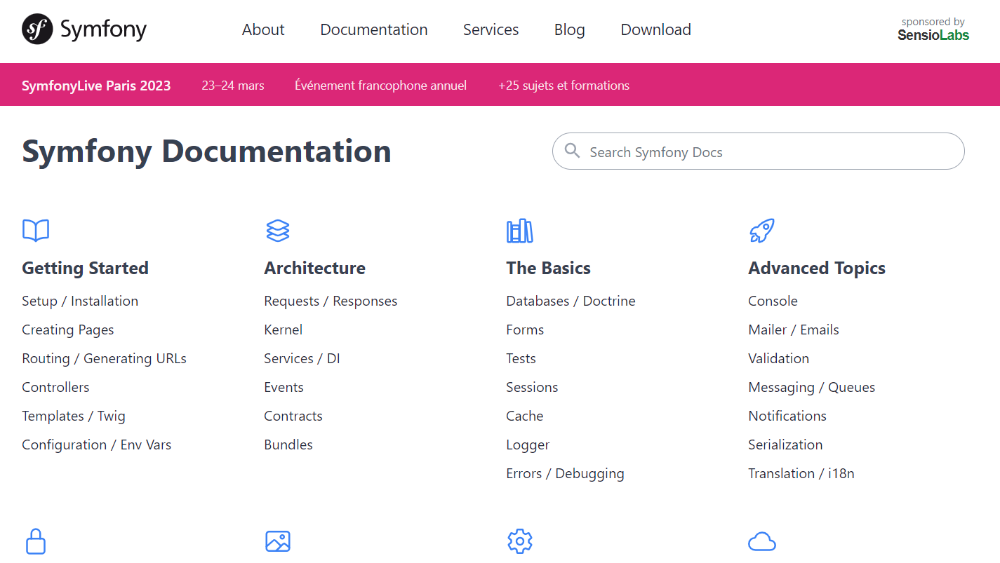 sf Symfony
About Documentation Services Blog Download
sponsored by
SensioLabs
SymfonyLive Paris 2023 23–24 mars Événement francophone annuel +25 sujets et formations
Symfony Documentation
Search Symfony Docs
Getting Started
Setup / Installation
Creating Pages
Routing / Generating URLs
Controllers
Templates / Twig
Configuration / Env Vars
Architecture
Requests / Responses
Kernel
Services / DI
Events
Contracts
Bundles
The Basics
Databases / Doctrine
Forms
Tests
Sessions
Cache
Logger
Errors / Debugging
Advanced Topics
Console
Mailer / Emails
Validation
Messaging / Queues
Notifications
Serialization
Translation / i18n